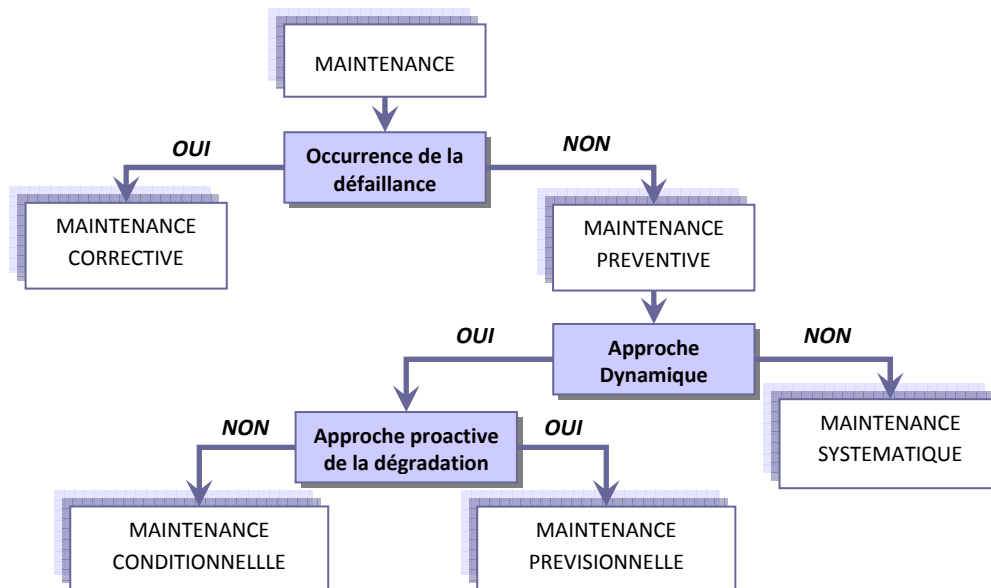 MAINTENANCE
OUI
Occurrence de la
défaillance
NON
MAINTENANCE
CORRECTIVE
MAINTENANCE
PREVENTIVE
OUI
Approche
Dynamique
NON
NON
Approche proactive
de la dégradation
OUI
MAINTENANCE
SYSTEMATIQUE
MAINTENANCE
CONDITIONNELLLE
MAINTENANCE
PREVISIONNELLE